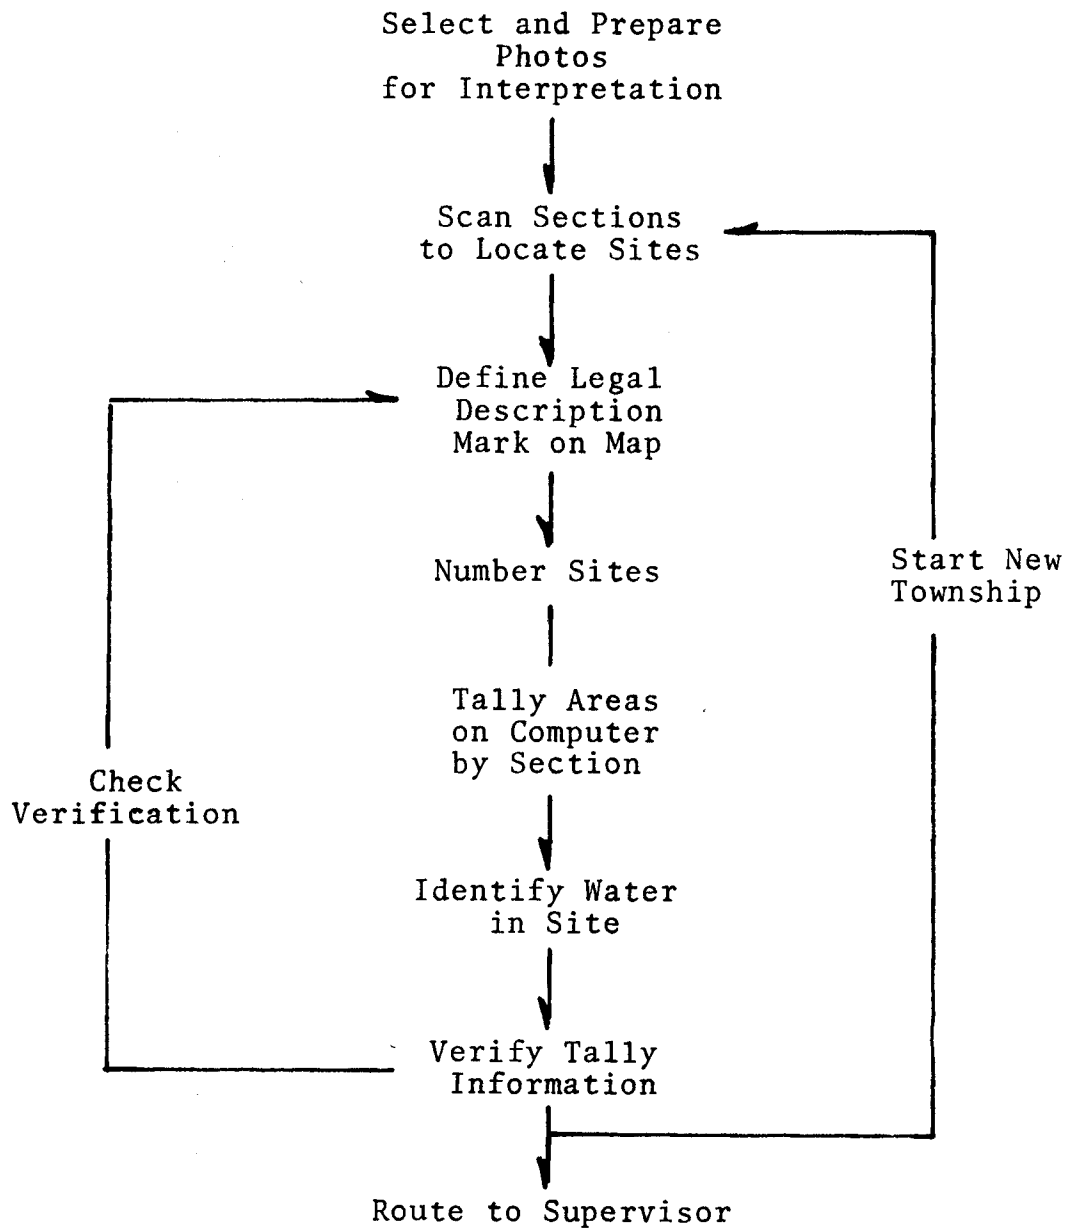 Select and Prepare
Photos
for Interpretation
Scan Sections
to Locate Sites
Define Legal
Description
Mark on Map
Number Sites
Start New
Township
Tally Areas
on Computer
by Section
Check
Verification
Identify Water
in Site
Verify Tally
Information
Route to Supervisor